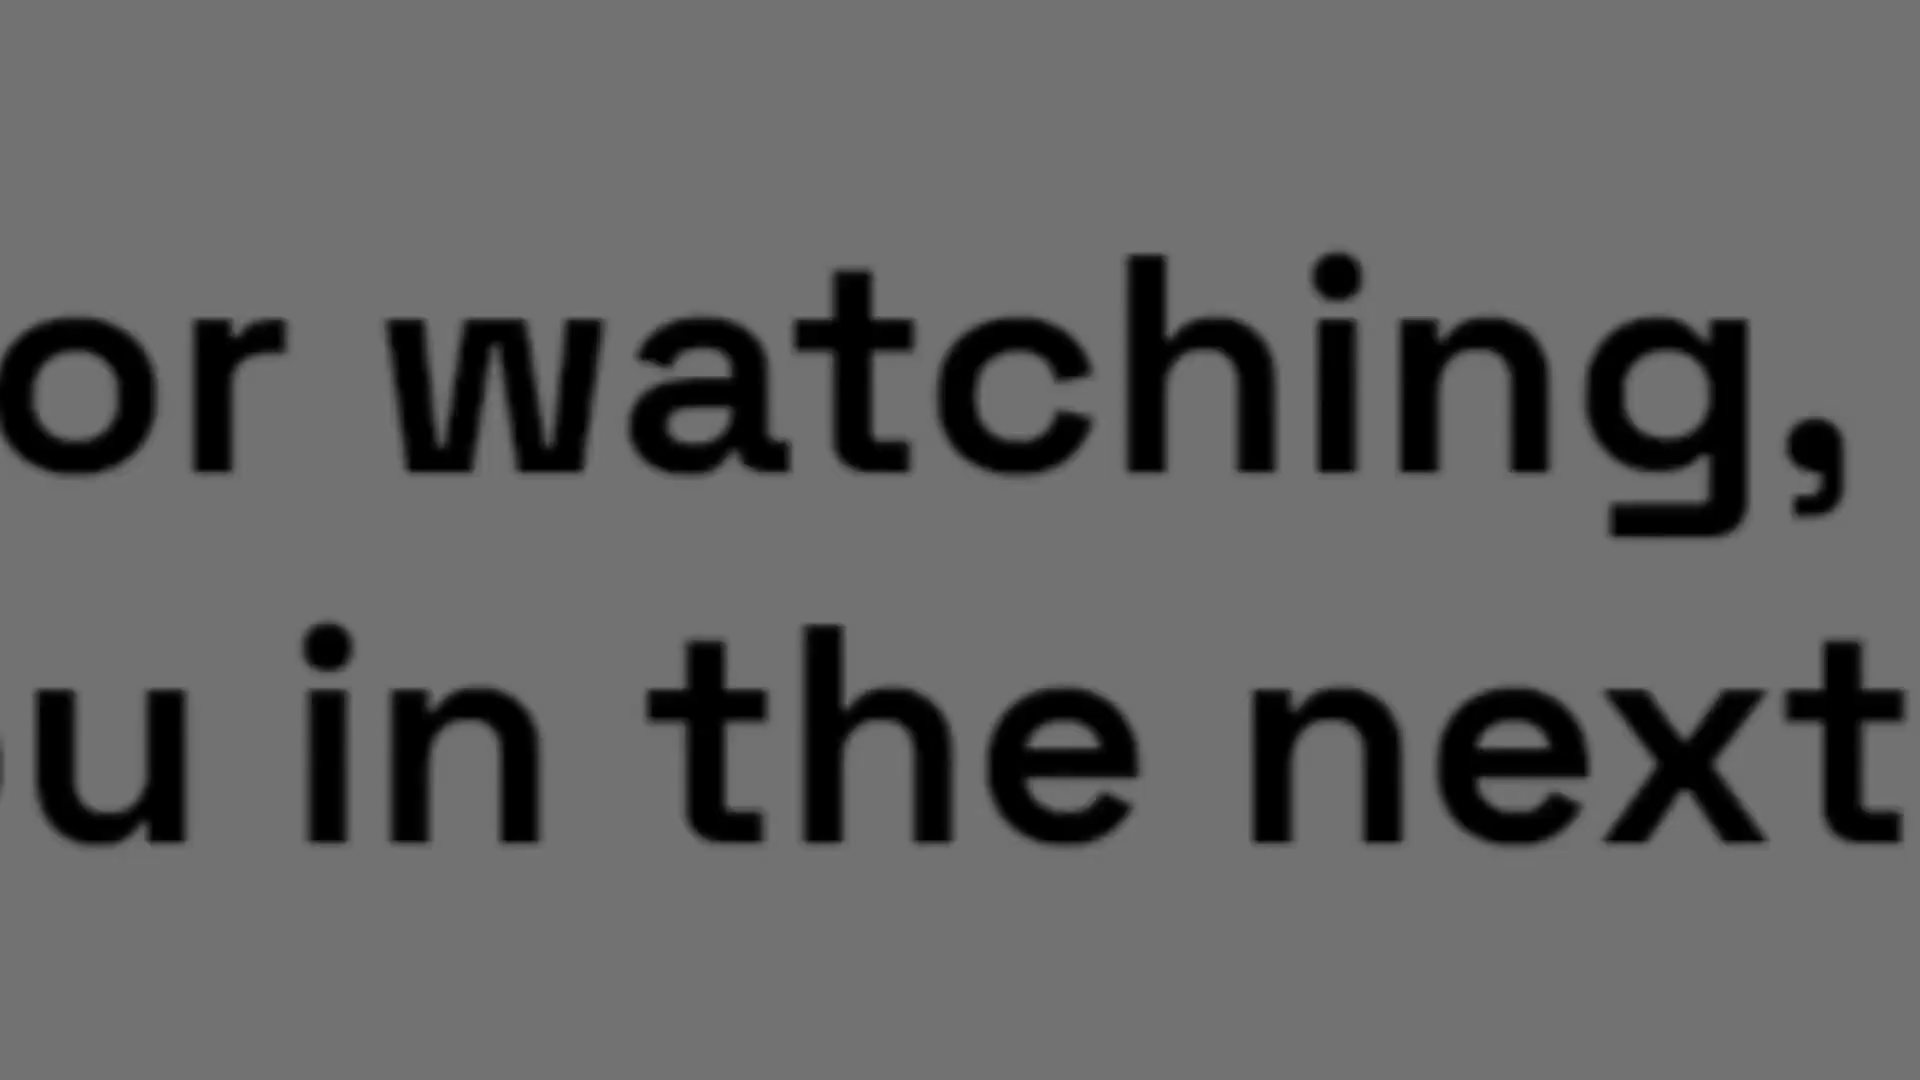 or watching,
u in the next